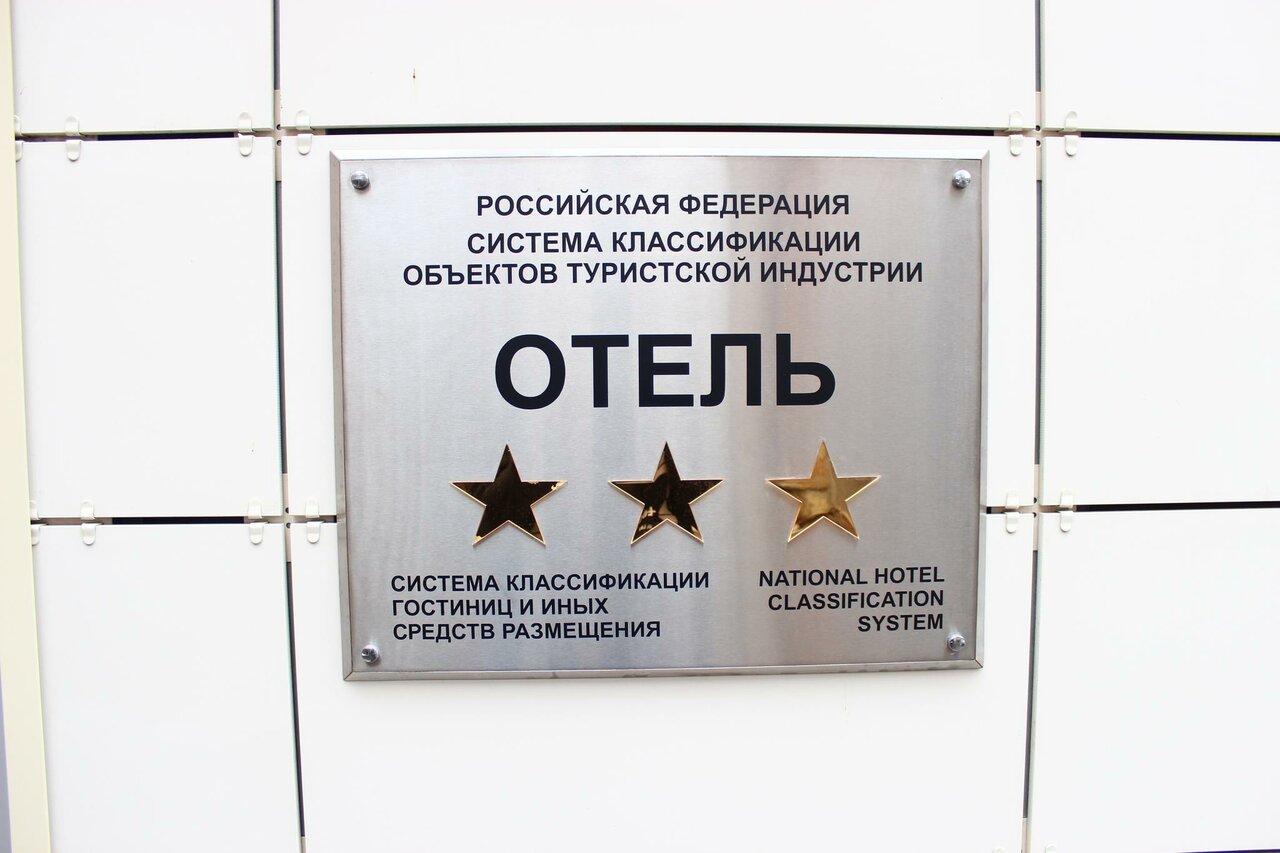 РОССИЙСКАЯ ФЕДЕРАЦИЯ
СИСТЕМА КЛАССИФИКАЦИИ
ОБЪЕКТОВ ТУРИСТСКОЙ ИНДУСТРИИ
ОТЕЛЬ
СИСТЕМА КЛАССИФИКАЦИИ
ГОСТИНИЦ И ИНЫХ
СРЕДСТВ РАЗМЕЩЕНИЯ
NATIONAL HOTEL
CLASSIFICATION
SYSTEM